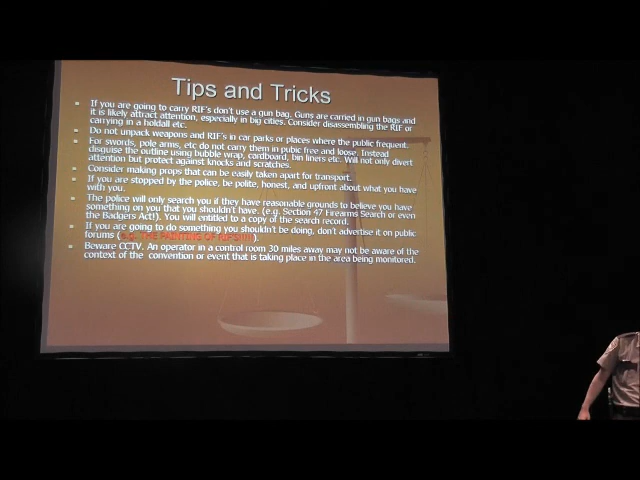 Tips and Tricks
If you are going to carry RIF's don't use a gun bag. Guns are carried in gun bags and
it is likely attract attention, especially in big cities. Consider disassembling the RIF or
carrying in a holdall etc.
Do not unpack weapons and RIF's in car parks or places where the public frequent.
For swords, pole arms, etc do not carry them in pubic free and loose. Instead
disguise the outline using bubble wrap, cardboard, bin liners etc. Will not only divert
attention but protect against knocks and scratches.
Consider making props that can be easily taken apart for transport.
If you are stopped by the police, be polite, honest, and upfront about what you have
with you.
The police will only search you if they have reasonable grounds to believe you have
something on you that you shouldn't have. (e.g. Section 47 Firearms Search or even
the Badgers Act!). You will entitled to a copy of the search record.
If you are going to do something you shouldn't be doing, don't advertise it on public
forums (e.g. THE PAINTING OF RIFS!!!!!).
Beware CCTV. An operator in a control room 30 miles away may not be aware of the
context of the convention or event that is taking place in the area being monitored.